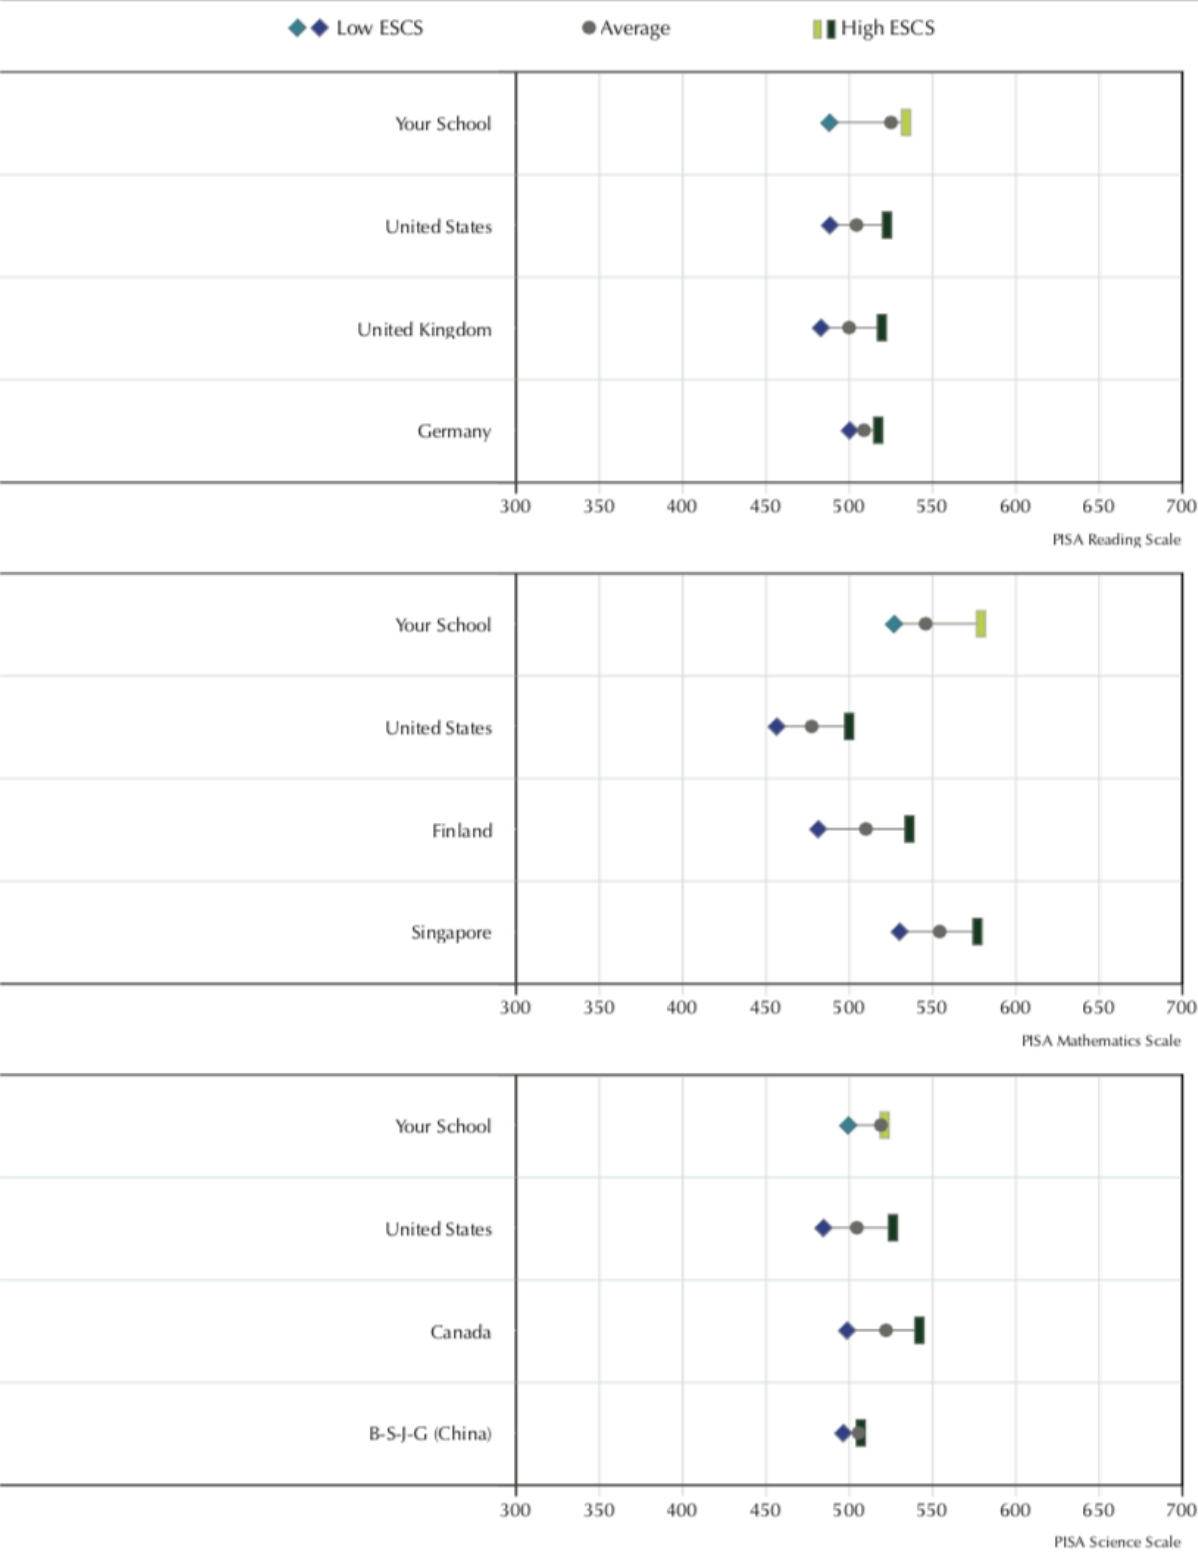 Low ESCS Average High ESCS
Your School
United States
United Kingdom
Germany
300 350 400 450 500 550 600 650 700
PISA Reading Scale
Your School
United States
Finland
Singapore
300 350 400 450 500 550 600 650 700
PISA Mathematics Scale
Your School
United States
Canada
B-S-J-G (China)
300 350 400 450 500 550 600 650 700
PISA Science Scale